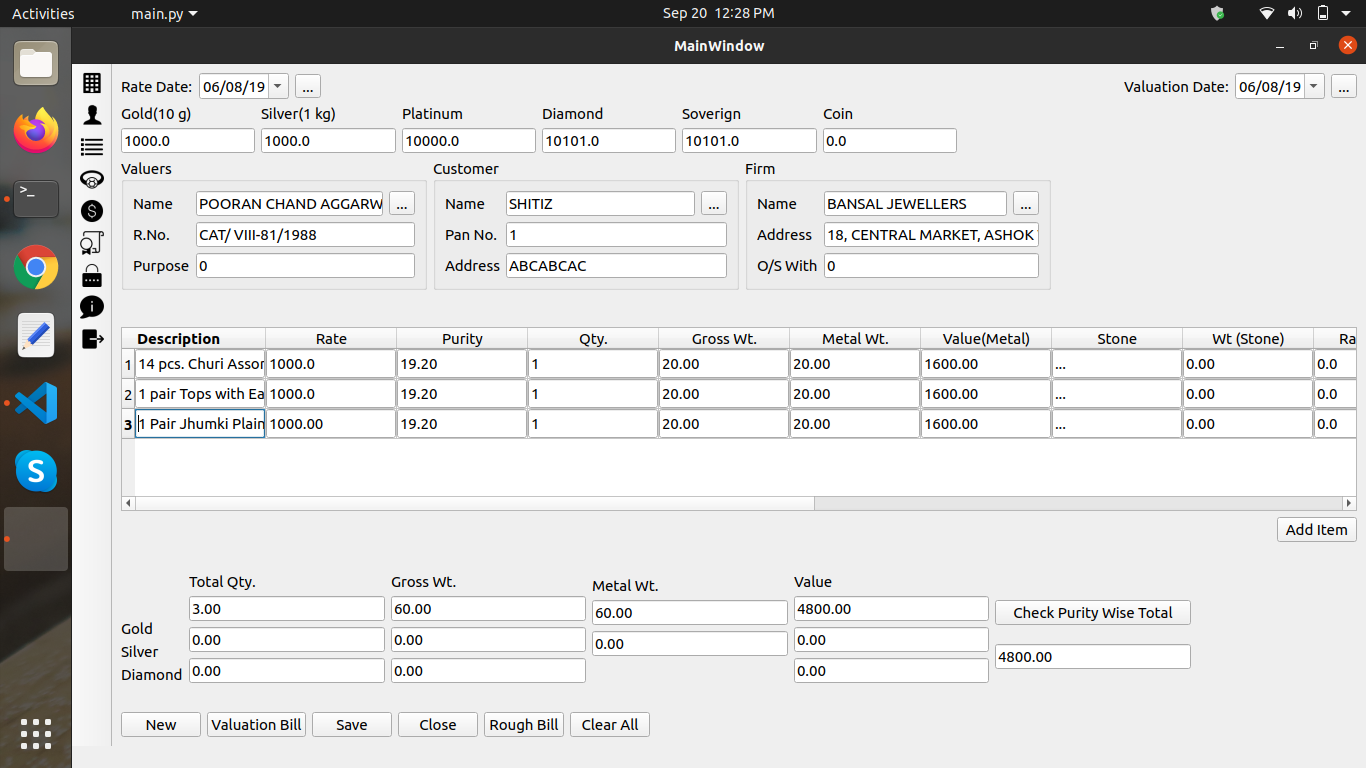 Activities main.py Sep 20 12:28 PM
MainWindow
Rate Date: 06/08/19 ... Valuation Date: 06/08/19 ...
Gold(10 g) Silver(1 kg) Platinum Diamond Soverign Coin
1000.0 1000.0 10000.0 10101.0 10101.0 0.0
Valuers Customer Firm
Name POORAN CHAND AGGARW ... Name SHITIZ ... Name BANSAL JEWELLERS ...
R.No. CAT/ VIII-81/1988 Pan No. 1 Address 18, CENTRAL MARKET, ASHOK
Purpose 0 Address ABCABCAC O/S With 0
Description Rate Purity Qty. Gross Wt. Metal Wt. Value(Metal) Stone Wt (Stone) Ra
1 14 pcs. Churi Assor 1000.0 19.20 1 20.00 20.00 1600.00 ... 0.00 0.0
2 1 pair Tops with Ea 1000.0 19.20 1 20.00 20.00 1600.00 ... 0.00 0.0
3 1 Pair Jhumki Plain 1000.00 19.20 1 20.00 20.00 1600.00 ... 0.00 0.0
Add Item
Total Qty. Gross Wt. Metal Wt. Value
3.00 60.00 60.00 4800.00 Check Purity Wise Total
Gold
0.00 0.00 0.00 0.00
Silver
4800.00
Diamond 0.00 0.00 0.00
New Valuation Bill Save Close Rough Bill Clear All